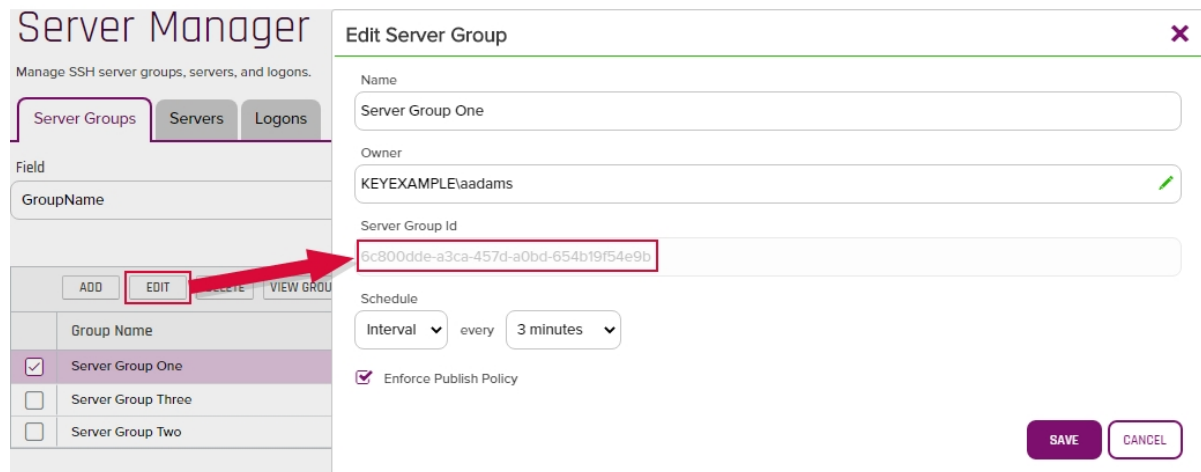 Server Manager
Manage SSH server groups, servers, and logons.
Server Groups Servers Logons
Field
GroupName
ADD EDIT DELETE VIEW GROU
Group Name
Server Group One
Server Group Three
Server Group Two
Edit Server Group
Name
Server Group One
Owner
KEYEXAMPLE\aadams
Server Group Id
6c800dde-a3ca-457d-a0bd-654b19f54e9b
Schedule
Interval every 3 minutes
Enforce Publish Policy
SAVE CANCEL